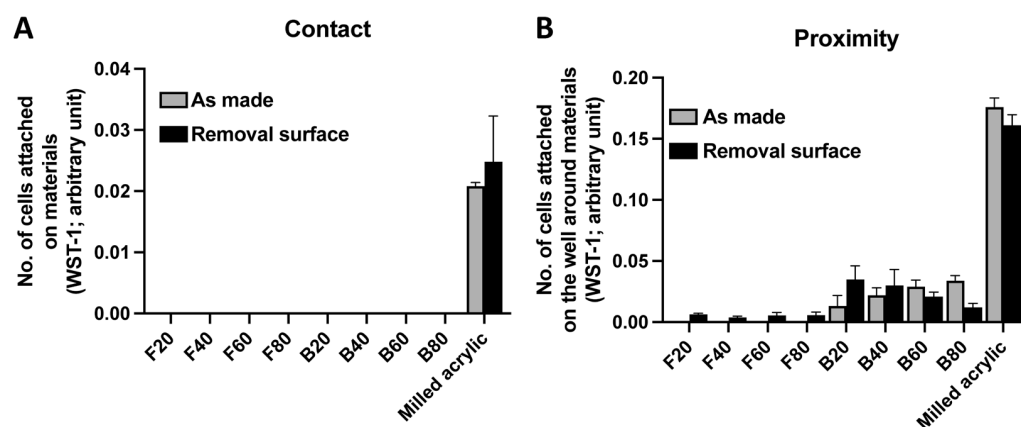 A
Contact
No. of cells attached
on materials
(WST-1; arbitrary unit)
0.04
0.03
0.02
0.01
0.00
As made
Removal surface
F20
F40
F60
F80
B20
B40
B60
B80
Milled acrylic
B
Proximity
No. of cells attached
on the well around materials
(WST-1; arbitrary unit)
0.20
0.15
0.10
0.05
0.00
As made
Removal surface
F20
F40
F60
F80
B20
B40
B60
B80
Milled acrylic